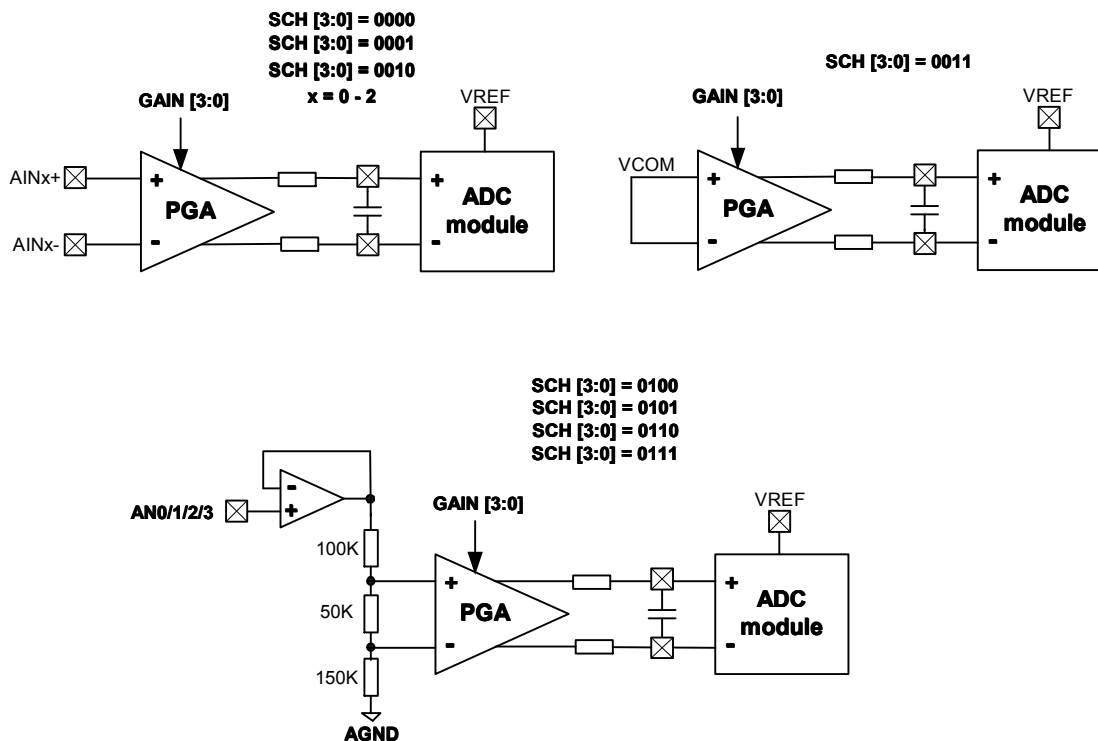 SCH [3:0] = 0000
SCH [3:0] = 0001
SCH [3:0] = 0010
x = 0 - 2
GAIN [3:0]
VREF
AINx+
AINx-
+
-
PGA
+
-
ADC
module
SCH [3:0] = 0011
GAIN [3:0]
VREF
VCOM
+
-
PGA
+
-
ADC
module
SCH [3:0] = 0100
SCH [3:0] = 0101
SCH [3:0] = 0110
SCH [3:0] = 0111
AN0/1/2/3
-
+
GAIN [3:0]
VREF
100K
50K
150K
AGND
+
-
PGA
+
-
ADC
module